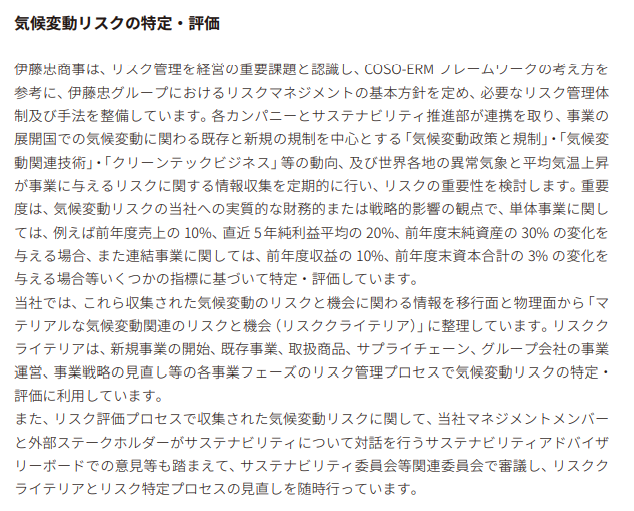 気候変動リスクの特定・評価
伊藤忠商事は、リスク管理を経営の重要課題と認識し、COSO-ERM フレームワークの考え方を
参考に、伊藤忠グループにおけるリスクマネジメントの基本方針を定め、必要なリスク管理体
制及び手法を整備しています。各カンパニーとサステナビリティ推進部が連携を取り、事業の
展開国での気候変動に関わる既存と新規の規制を中心とする「気候変動政策と規制」・「気候変
動関連技術」・「クリーンテックビジネス」等の動向、及び世界各地の異常気象と平均気温上昇
が事業に与えるリスクに関する情報収集を定期的に行い、リスクの重要性を検討します。重要
度は、気候変動リスクの当社への実質的な財務的または戦略的影響の観点で、単体事業に関し
ては、例えば前年度売上の 10%、直近 5 年純利益平均の 20%、前年度末純資産の 30% の変化を
与える場合、また連結事業に関しては、前年度収益の 10%、前年度末資本合計の 3% の変化を
与える場合等いくつかの指標に基づいて特定・評価しています。
当社では、これら収集された気候変動のリスクと機会に関わる情報を移行面と物理面から「マ
テリアルな気候変動関連のリスクと機会（リスククライテリア）」に整理しています。リスクク
ライテリアは、新規事業の開始、既存事業、取扱商品、サプライチェーン、グループ会社の事業
運営、事業戦略の見直し等の各事業フェーズのリスク管理プロセスで気候変動リスクの特定・
評価に利用しています。
また、リスク評価プロセスで収集された気候変動リスクに関して、当社マネジメントメンバー
と外部ステークホルダーがサステナビリティについて対話を行うサステナビリティアドバイザ
リーボードでの意見等も踏まえて、サステナビリティ委員会等関連委員会で審議し、リスクク
ライテリアとリスク特定プロセスの見直しを随時行っています。